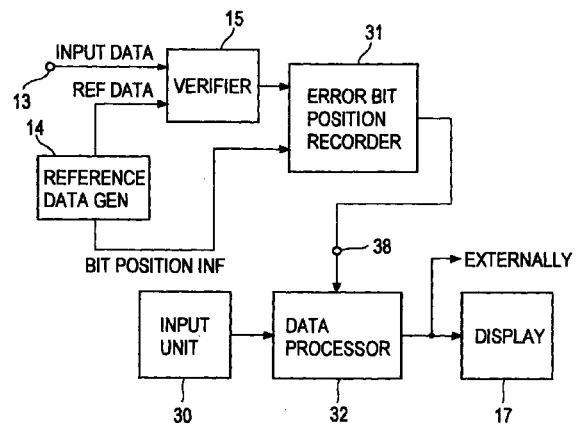 15
31
INPUT DATA
13
REF DATA
VERIFIER
ERROR BIT
POSITION
RECORDER
14
REFERENCE
DATA GEN
BIT POSITION INF
38
EXTERNALLY
INPUT
UNIT
DATA
PROCESSOR
DISPLAY
30
32
17